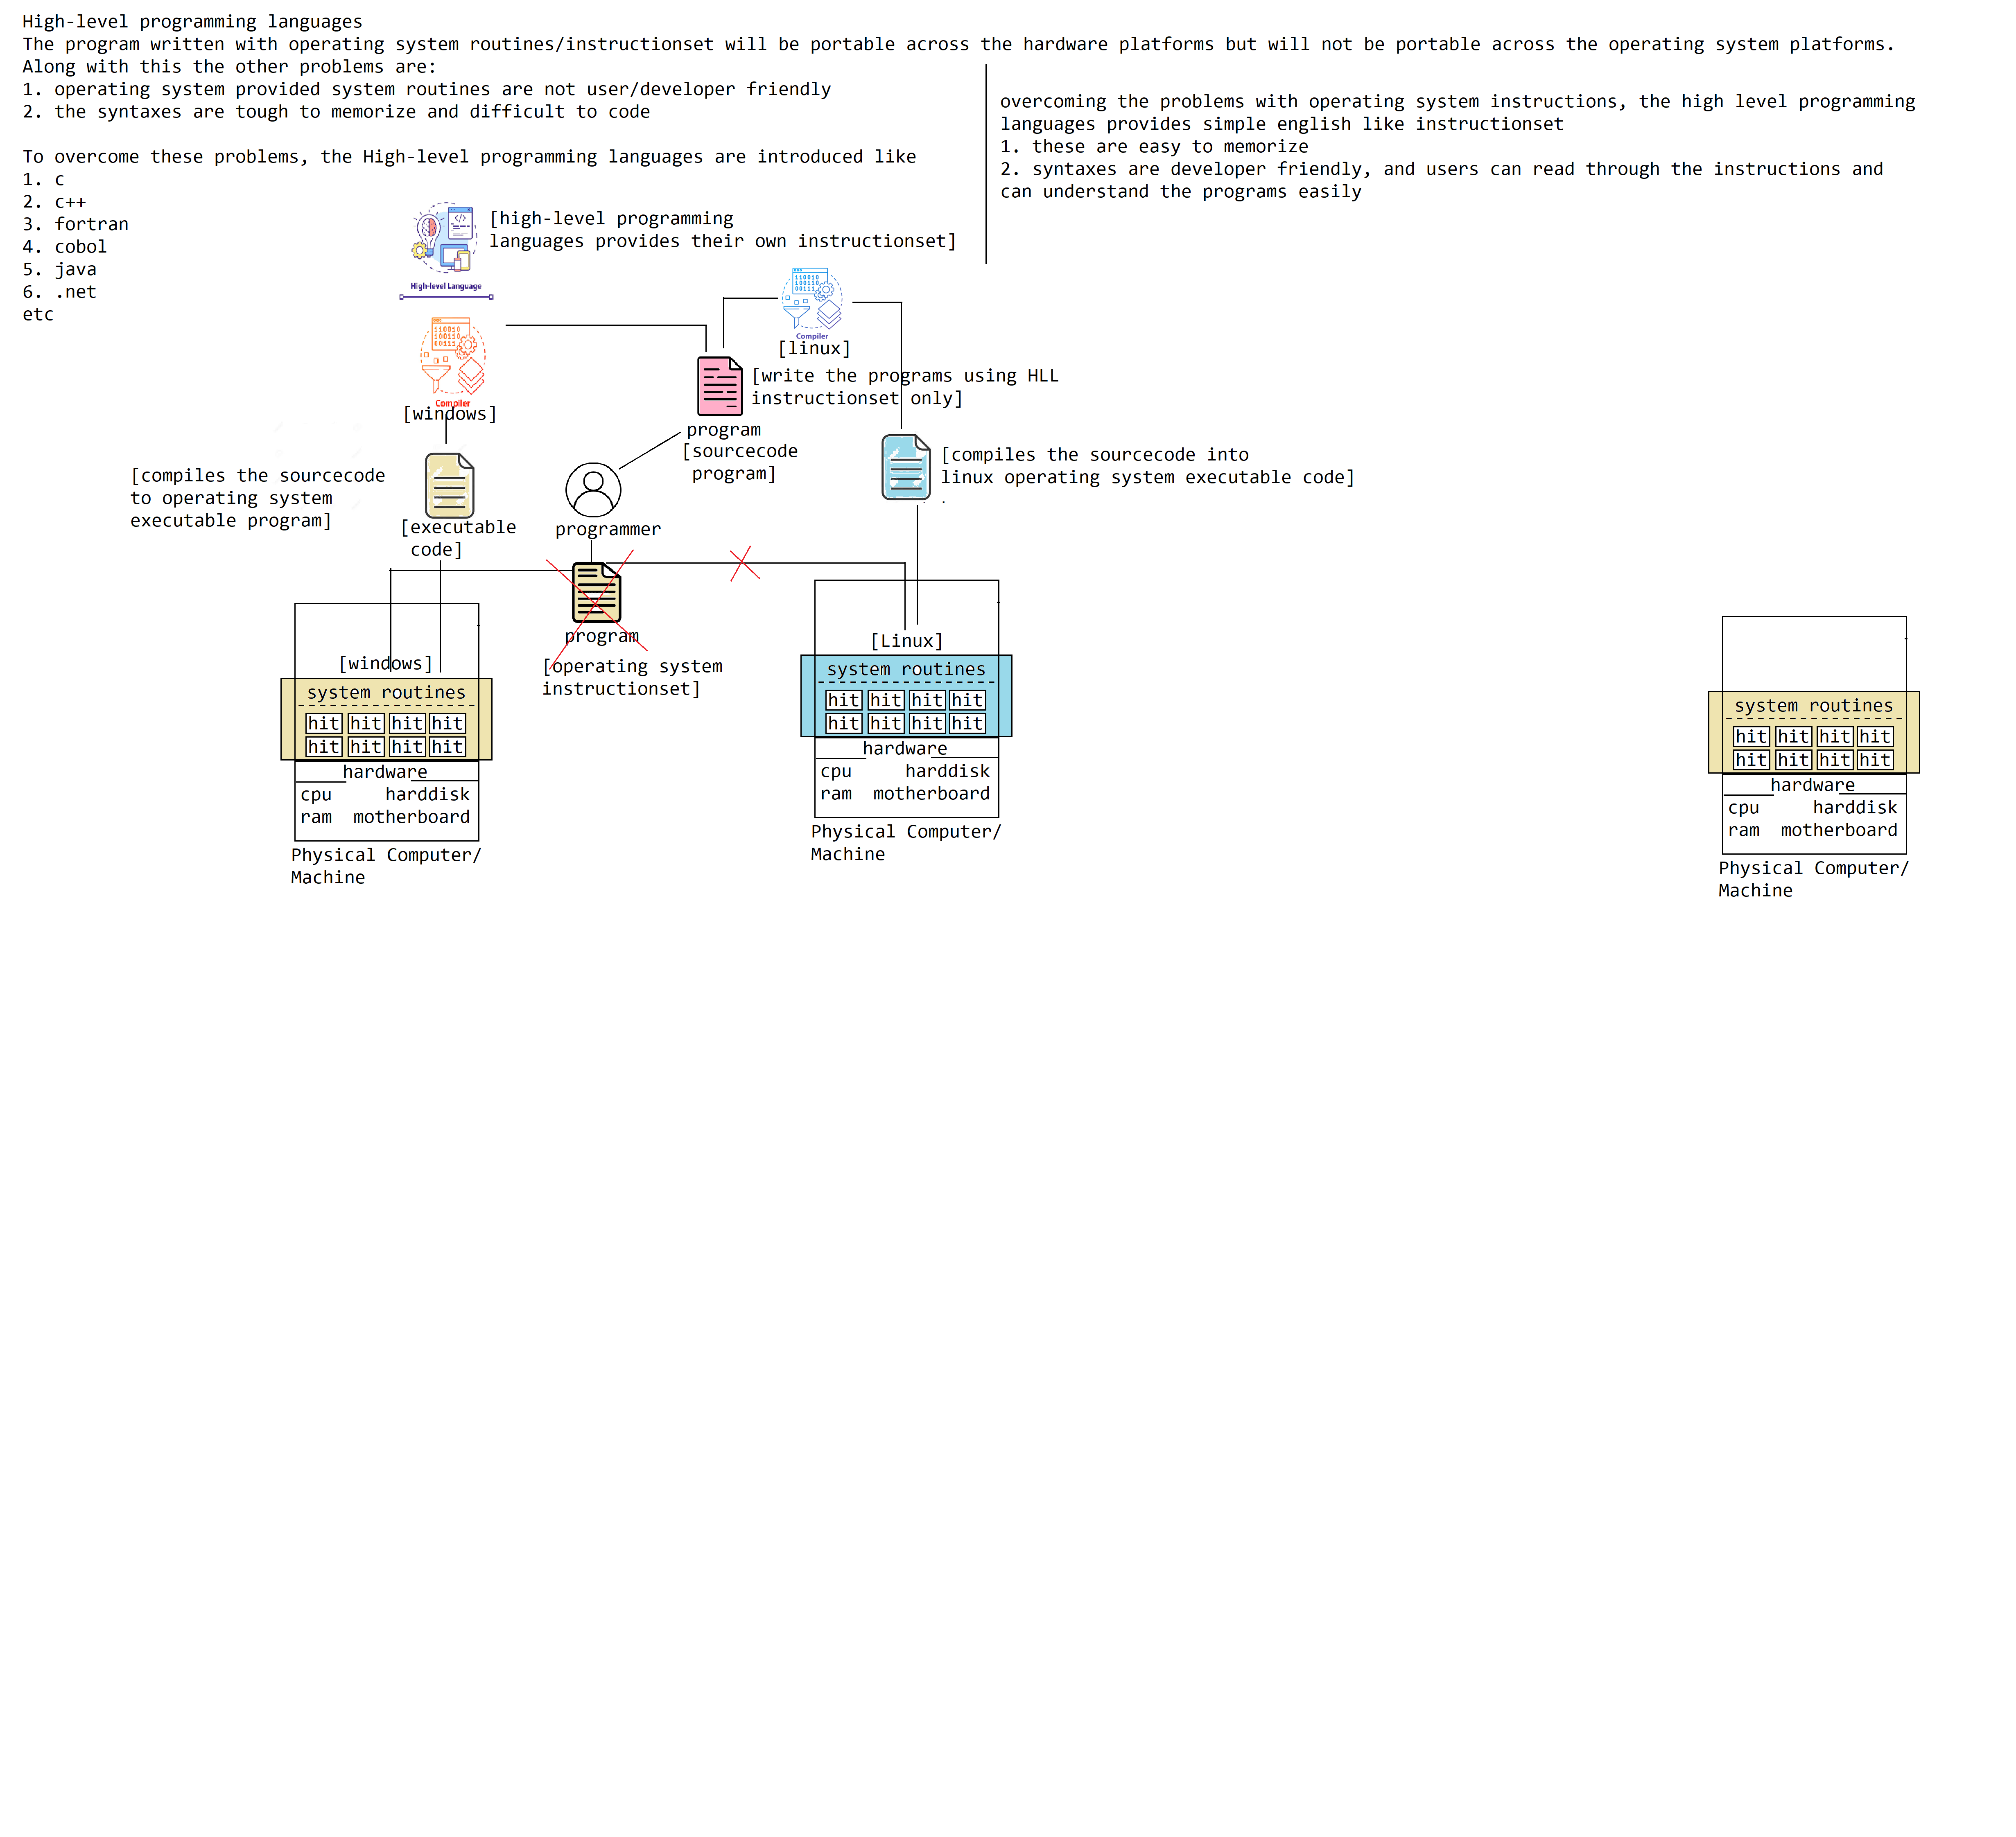 High-level programming languages
The program written with operating system routines/instructionset will be portable across the hardware platforms but will not be portable across the operating system platforms.
Along with this the other problems are:
1. operating system provided system routines are not user/developer friendly
2. the syntaxes are tough to memorize and difficult to code
To overcome these problems, the High-level programming languages are introduced like
1. c
2. c++
3. fortran
4. cobol
5. java
6. .net
etc
overcoming the problems with operating system instructions, the high level programming
languages provides simple english like instructionset
1. these are easy to memorize
2. syntaxes are developer friendly, and users can read through the instructions and
can understand the programs easily
[high-level programming
languages provides their own instructionset]
High-level Language
110010
100110
00111
Compiler
[linux]
110010
100110
00111
Compiler
[windows]
[write the programs using HLL
instructionset only]
program
[sourcecode
program]
[compiles the sourcecode
to operating system
executable program]
[executable
code]
programmer
[compiles the sourcecode into
linux operating system executable code]
.
program
[operating system
instructionset]
[windows]
system routines
hit hit hit hit
hit hit hit hit
hardware
cpu harddisk
ram motherboard
Physical Computer/
Machine
[Linux]
system routines
hit hit hit hit
hit hit hit hit
hardware
cpu harddisk
ram motherboard
Physical Computer/
Machine
system routines
hit hit hit hit
hit hit hit hit
hardware
cpu harddisk
ram motherboard
Physical Computer/
Machine